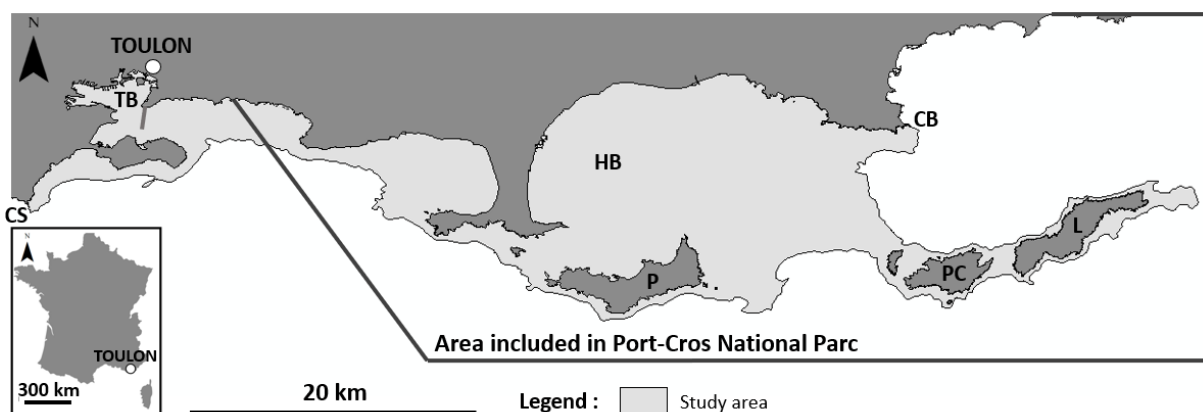 N
TOULON
TB
CB
HB
CS
L
N
PC
P
Area included in Port-Cros National Parc
TOULON
300 km
20 km
Legend :
Study area